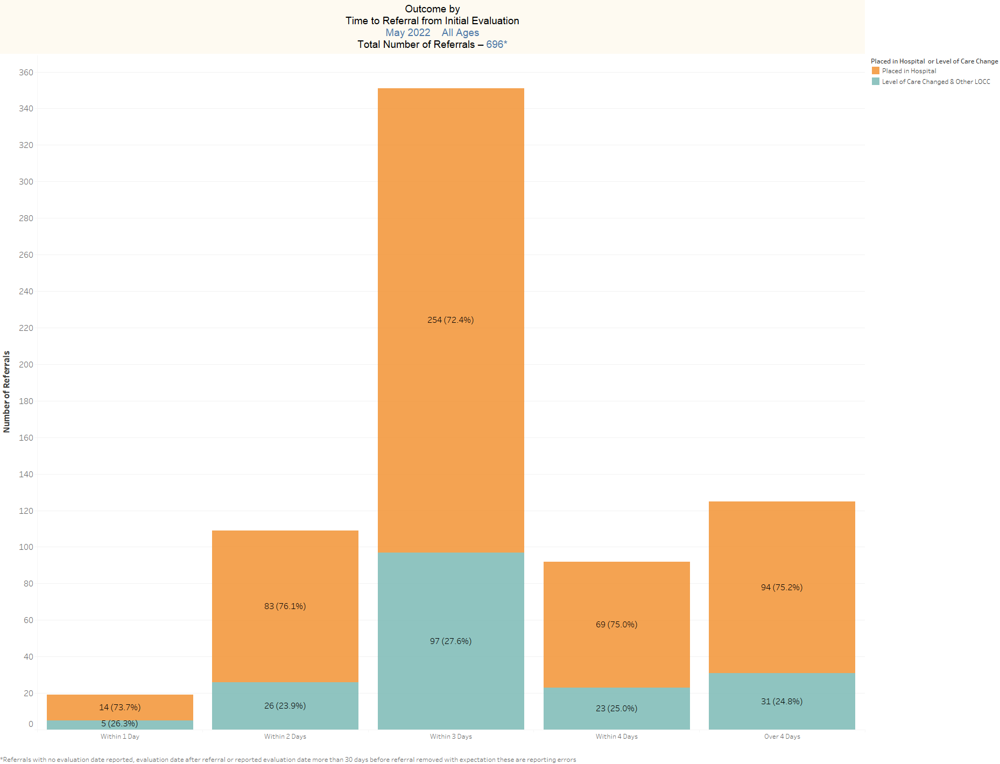 Outcome by
Time to Referral from Initial Evaluation
May 2022 All Ages
Total Number of Referrals – 696*
Placed in Hospital or Level of Care Change
Placed in Hospital
Level of Care Changed & Other LOCC
Number of Referrals
360
340
320
300
280
260
240
220
200
180
160
140
120
100
80
60
40
20
0
14 (73.7%)
5 (26.3%)
83 (76.1%)
26 (23.9%)
254 (72.4%)
97 (27.6%)
69 (75.0%)
23 (25.0%)
94 (75.2%)
31 (24.8%)
Within 1 Day
Within 2 Days
Within 3 Days
Within 4 Days
Over 4 Days
*Referrals with no evaluation date reported, evaluation date after referral or reported evaluation date more than 30 days before referral removed with expectation these are reporting errors